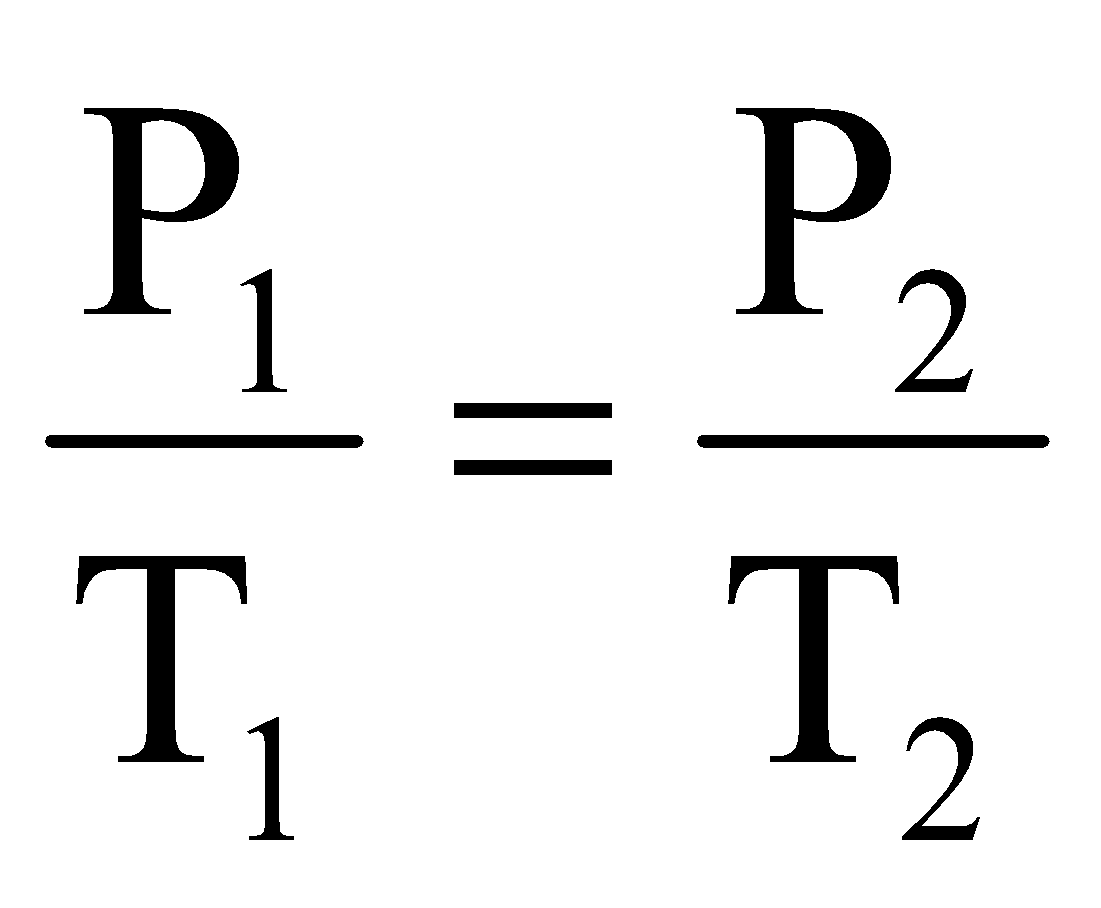 P₁ = P₂
T₁ T₂